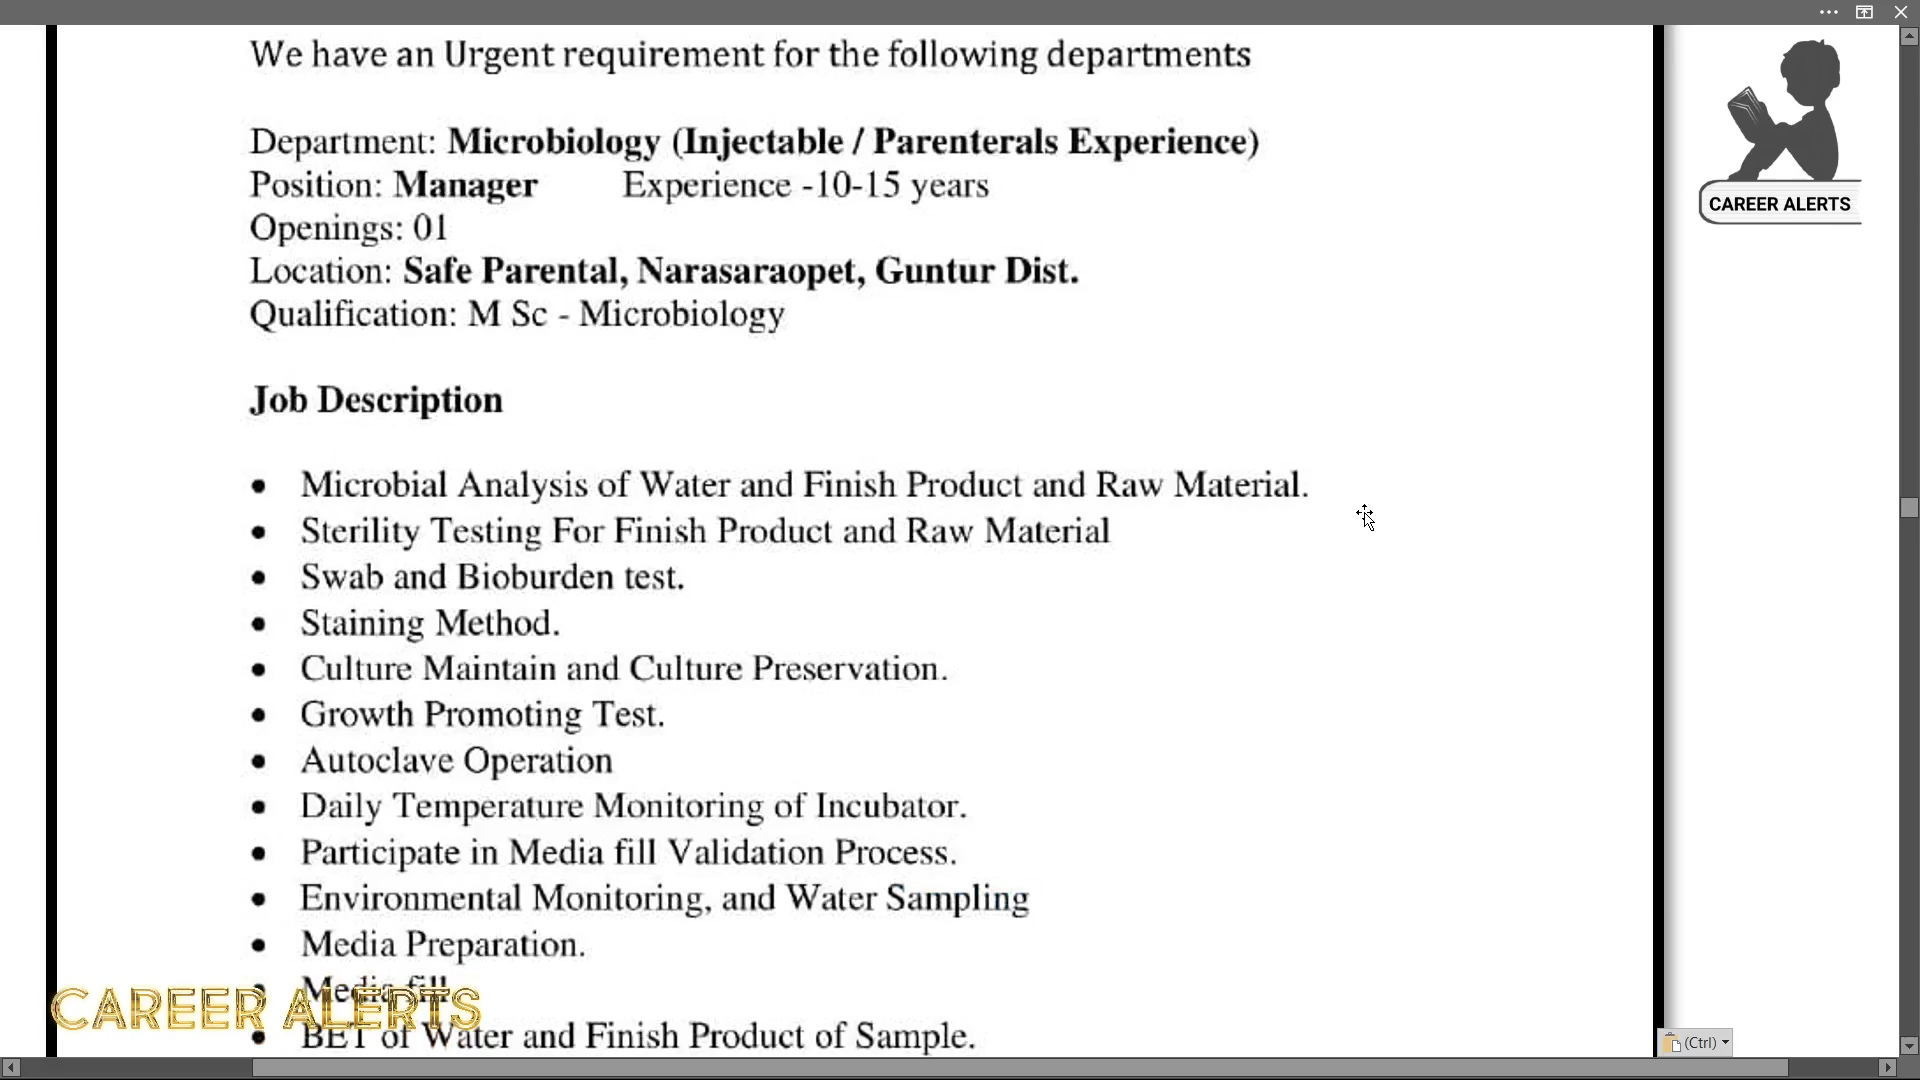 We have an Urgent requirement for the following departments
Department: Microbiology (Injectable / Parenterals Experience)
Position: Manager Experience -10-15 years
Openings: 01
Location: Safe Parental, Narasaraopet, Guntur Dist.
Qualification: M Sc - Microbiology
Job Description
• Microbial Analysis of Water and Finish Product and Raw Material.
• Sterility Testing For Finish Product and Raw Material
• Swab and Bioburden test.
• Staining Method.
• Culture Maintain and Culture Preservation.
• Growth Promoting Test.
• Autoclave Operation
• Daily Temperature Monitoring of Incubator.
• Participate in Media fill Validation Process.
• Environmental Monitoring, and Water Sampling
• Media Preparation.
• Media fill
• BET of Water and Finish Product of Sample.
CAREER ALERTS
CAREER ALERTS
(Ctrl)